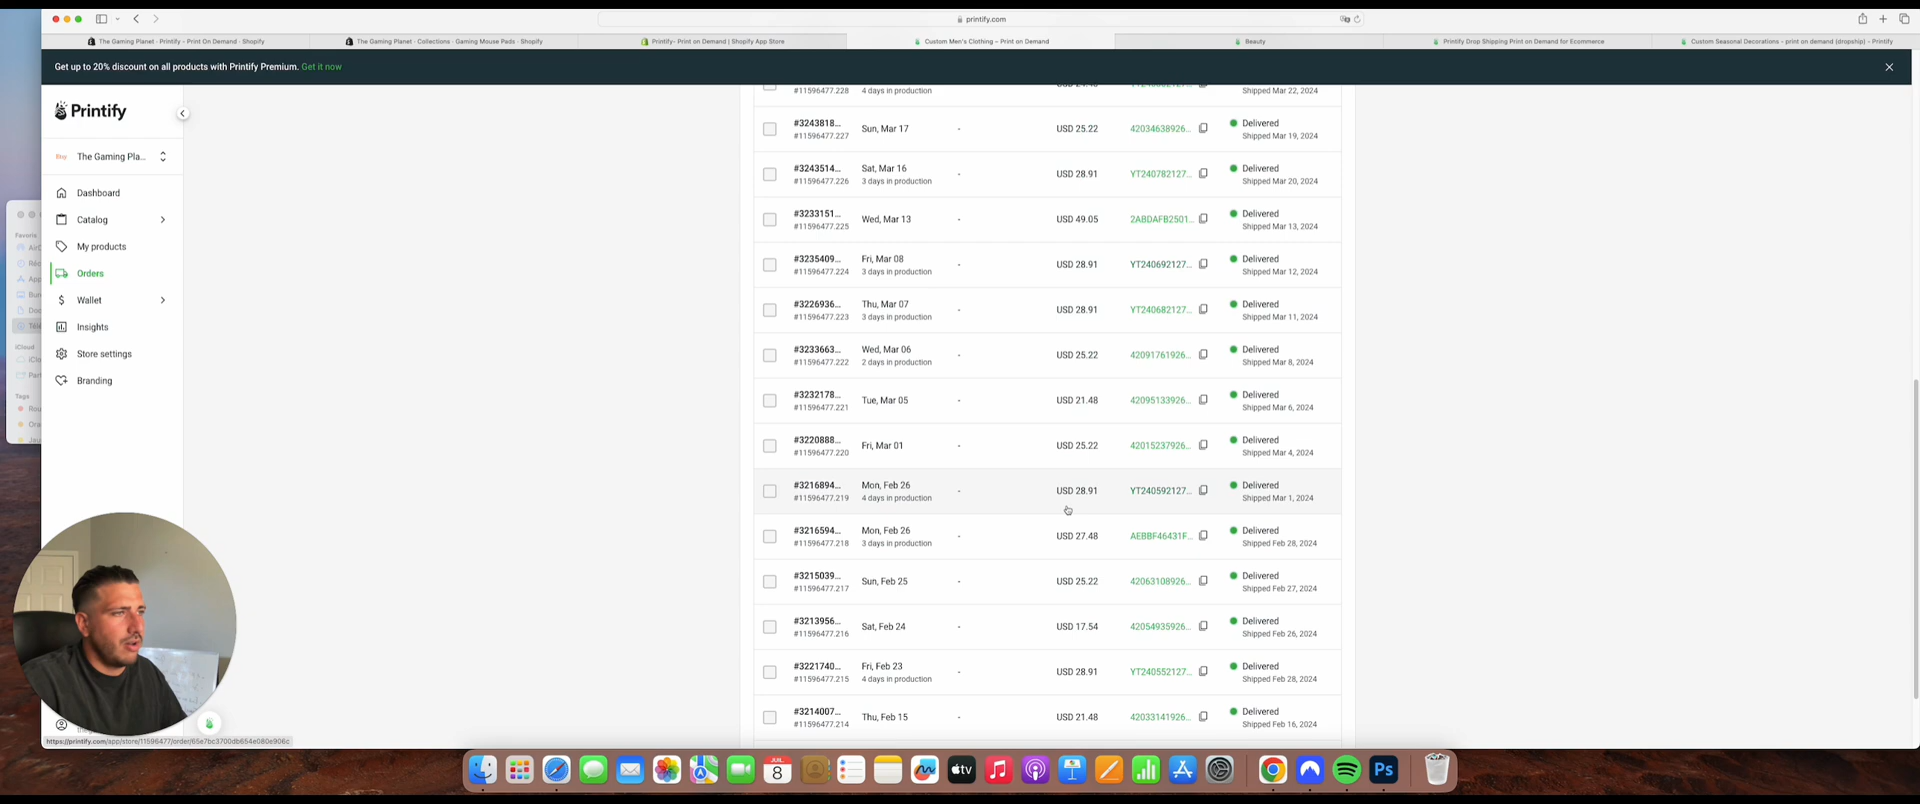 printify.com
The Gaming Planet · Printify - Print On Demand · Shopify
The Gaming Planet · Collections · Gaming Mouse Pads · Shopify
Printify- Print on Demand | Shopify App Store
Custom Men's Clothing – Print on Demand
Beauty
Printify Drop Shipping Print on Demand for Ecommerce
Custom Seasonal Decorations - print on demand (dropship) – Printify
Get up to 20% discount on all products with Printify Premium. Get it now
Printify
Etsy The Gaming Pla...
Dashboard
Catalog
My products
Orders
Wallet
Insights
Store settings
Branding
Favoris
iCloud
Tags
#11596477.228 4 days in production Shipped Mar 22, 2024
#3243818... Sun, Mar 17 - USD 25.22 42034638926... Delivered
#11596477.227 Shipped Mar 19, 2024
#3243514... Sat, Mar 16 - USD 28.91 YT240782127... Delivered
#11596477.226 3 days in production Shipped Mar 20, 2024
#3233151... Wed, Mar 13 - USD 49.05 2ABDAFB2501... Delivered
#11596477.225 Shipped Mar 13, 2024
#3235409... Fri, Mar 08 - USD 28.91 YT240692127... Delivered
#11596477.224 3 days in production Shipped Mar 12, 2024
#3226936... Thu, Mar 07 - USD 28.91 YT240682127... Delivered
#11596477.223 3 days in production Shipped Mar 11, 2024
#3233663... Wed, Mar 06 - USD 25.22 42091761926... Delivered
#11596477.222 2 days in production Shipped Mar 8, 2024
#3232178... Tue, Mar 05 - USD 21.48 42095133926... Delivered
#11596477.221 Shipped Mar 6, 2024
#3220888... Fri, Mar 01 - USD 25.22 42015237926... Delivered
#11596477.220 Shipped Mar 4, 2024
#3216894... Mon, Feb 26 - USD 28.91 YT240592127... Delivered
#11596477.219 4 days in production Shipped Mar 1, 2024
#3216594... Mon, Feb 26 - USD 27.48 AEBBF46431F... Delivered
#11596477.218 3 days in production Shipped Feb 28, 2024
#3215039... Sun, Feb 25 - USD 25.22 42063108926... Delivered
#11596477.217 Shipped Feb 27, 2024
#3213956... Sat, Feb 24 - USD 17.54 42054935926... Delivered
#11596477.216 Shipped Feb 26, 2024
#3221740... Fri, Feb 23 - USD 28.91 YT240552127... Delivered
#11596477.215 4 days in production Shipped Feb 28, 2024
#3214007... Thu, Feb 15 - USD 21.48 42033141926... Delivered
#11596477.214 Shipped Feb 16, 2024
https://printify.com/app/store/11596477/order/65e7bc3700db654e080e906c
JUIL.
8
tv
Ps